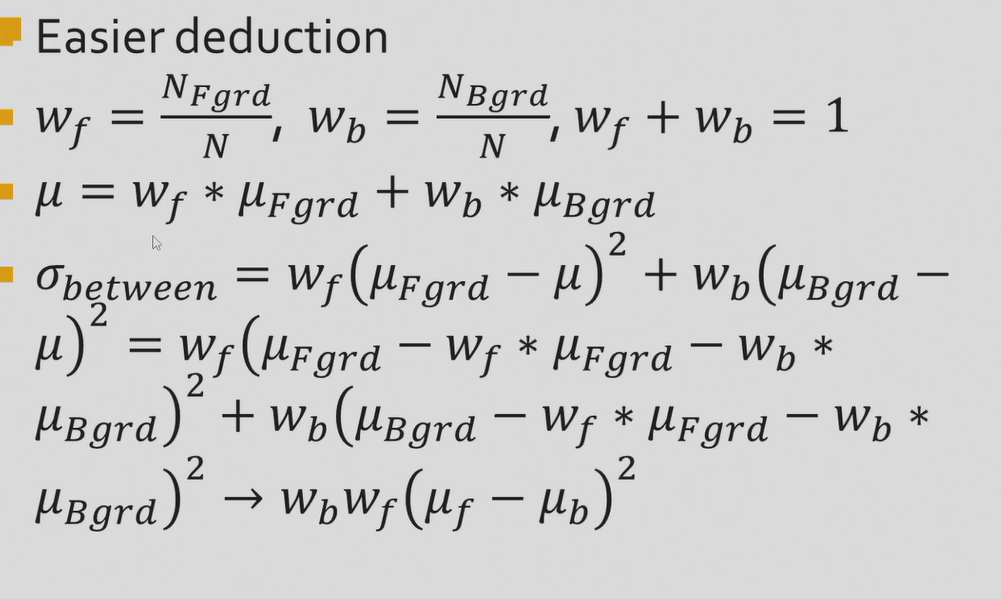 Easier deduction
w_f = N_Fgrd / N, w_b = N_Bgrd / N, w_f + w_b = 1
μ = w_f * μ_Fgrd + w_b * μ_Bgrd
σ_between = w_f(μ_Fgrd − μ)² + w_b(μ_Bgrd −
μ)² = w_f(μ_Fgrd − w_f * μ_Fgrd − w_b *
μ_Bgrd)² + w_b(μ_Bgrd − w_f * μ_Fgrd − w_b *
μ_Bgrd)² → w_b w_f(μ_f − μ_b)²